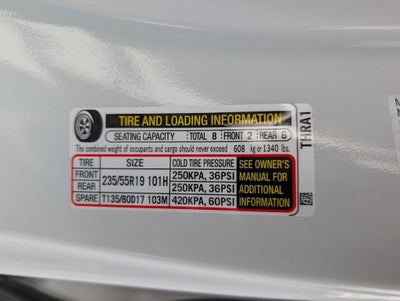 TIRE AND LOADING INFORMATION
SEATING CAPACITY TOTAL 8 FRONT 2 REAR 6
The combined weight of occupants and cargo should never exceed 608 kg or 1340 lbs.
TIRE SIZE COLD TIRE PRESSURE
FRONT 235/55R19 101H 250KPA, 36PSI
REAR 250KPA, 36PSI
SPARE T135/80D17 103M 420KPA, 60PSI
SEE OWNER'S
MANUAL FOR
ADDITIONAL
INFORMATION
THRA1